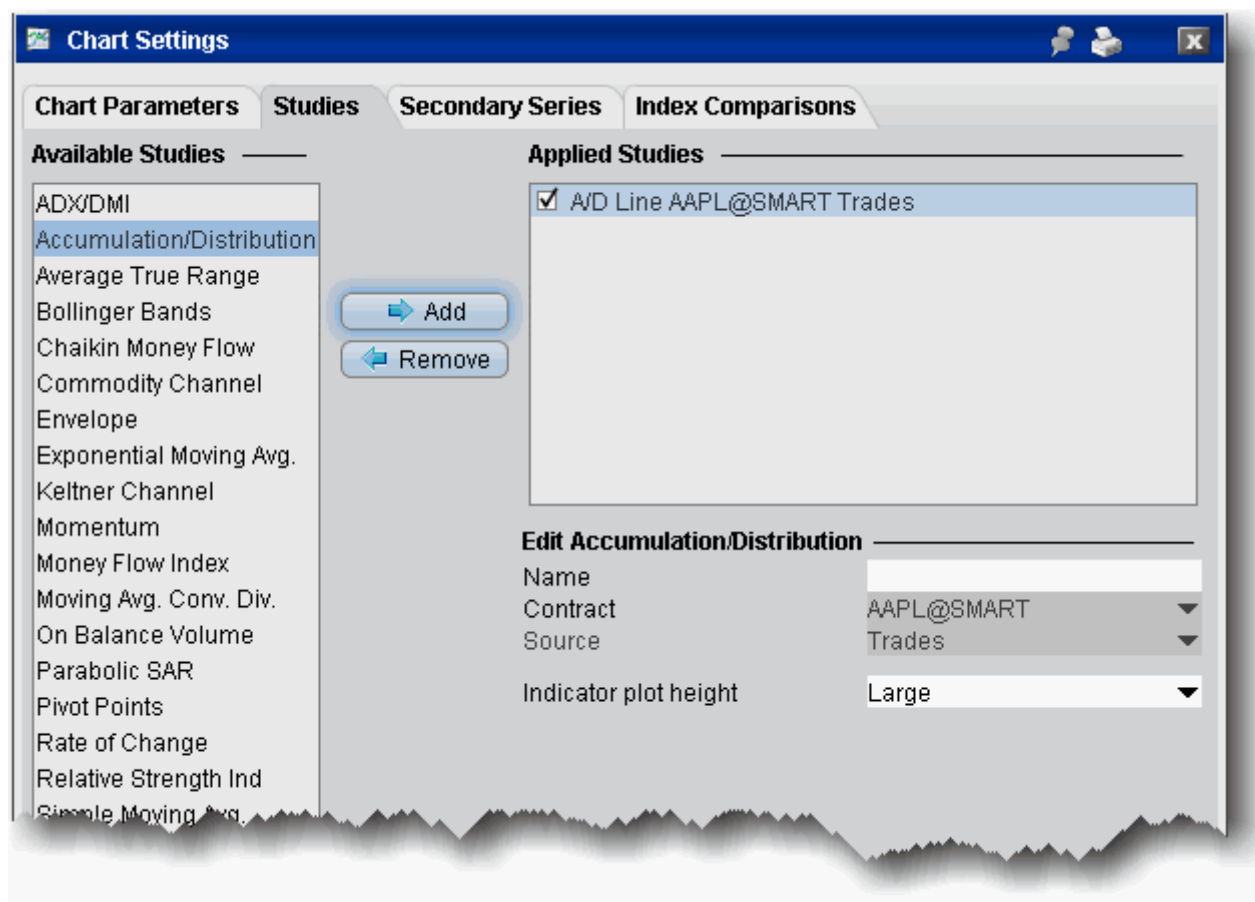 Chart Settings
Chart Parameters Studies Secondary Series Index Comparisons
Available Studies
ADX/DMI
Accumulation/Distribution
Average True Range
Bollinger Bands
Chaikin Money Flow
Commodity Channel
Envelope
Exponential Moving Avg.
Keltner Channel
Momentum
Money Flow Index
Moving Avg. Conv. Div.
On Balance Volume
Parabolic SAR
Pivot Points
Rate of Change
Relative Strength Ind
Simple Moving Avg.
Add
Remove
Applied Studies
A/D Line AAPL@SMART Trades
Edit Accumulation/Distribution
Name
Contract AAPL@SMART
Source Trades
Indicator plot height Large